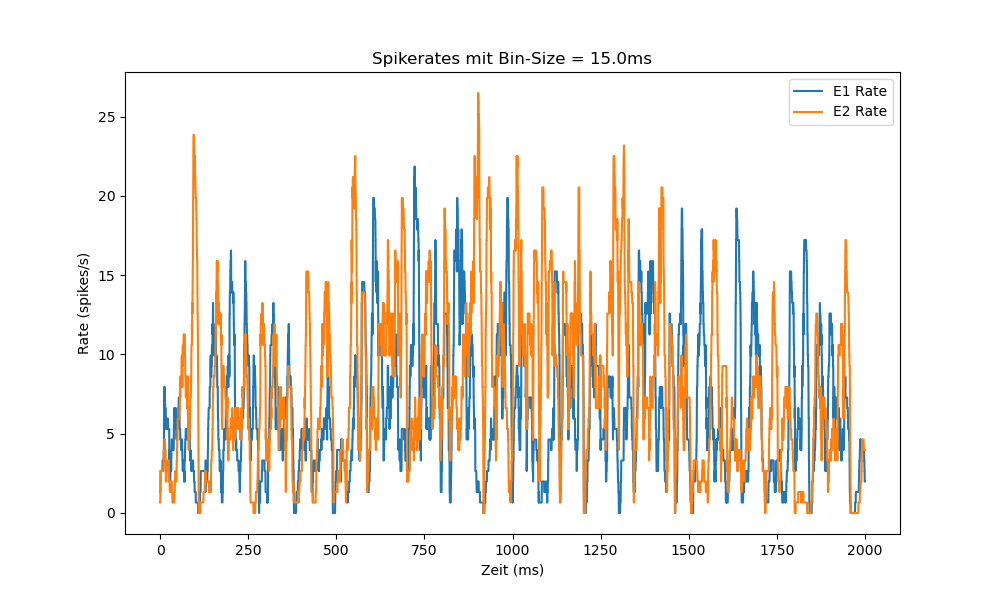 Spikerates mit Bin-Size = 15.0ms
E1 Rate
E2 Rate
Rate (spikes/s)
25
20
15
10
5
0
0 250 500 750 1000 1250 1500 1750 2000
Zeit (ms)